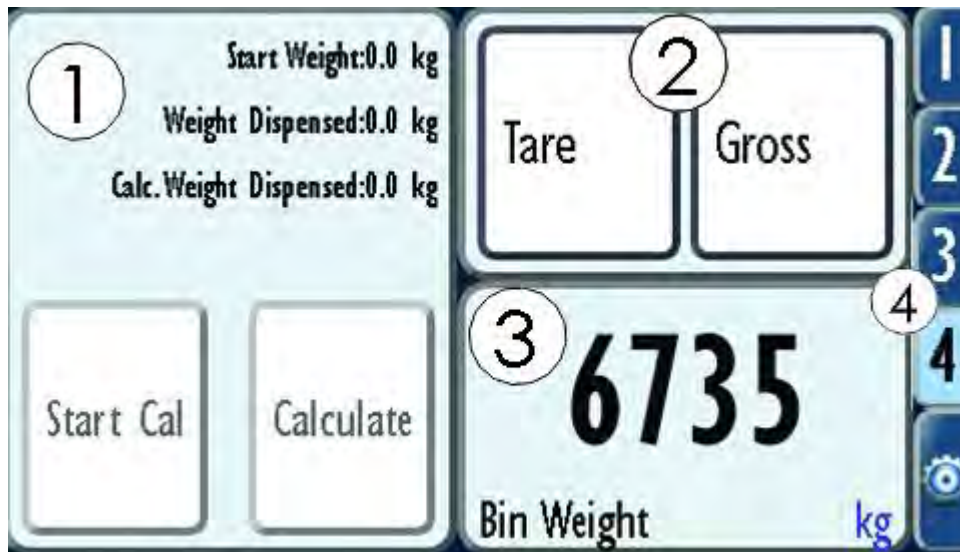 1
Start Weight:0.0 kg
Weight Dispensed:0.0 kg
Calc.Weight Dispensed:0.0 kg
Start Cal
Calculate
2
Tare
Gross
3
6735
Bin Weight
kg
1
2
3
4
4